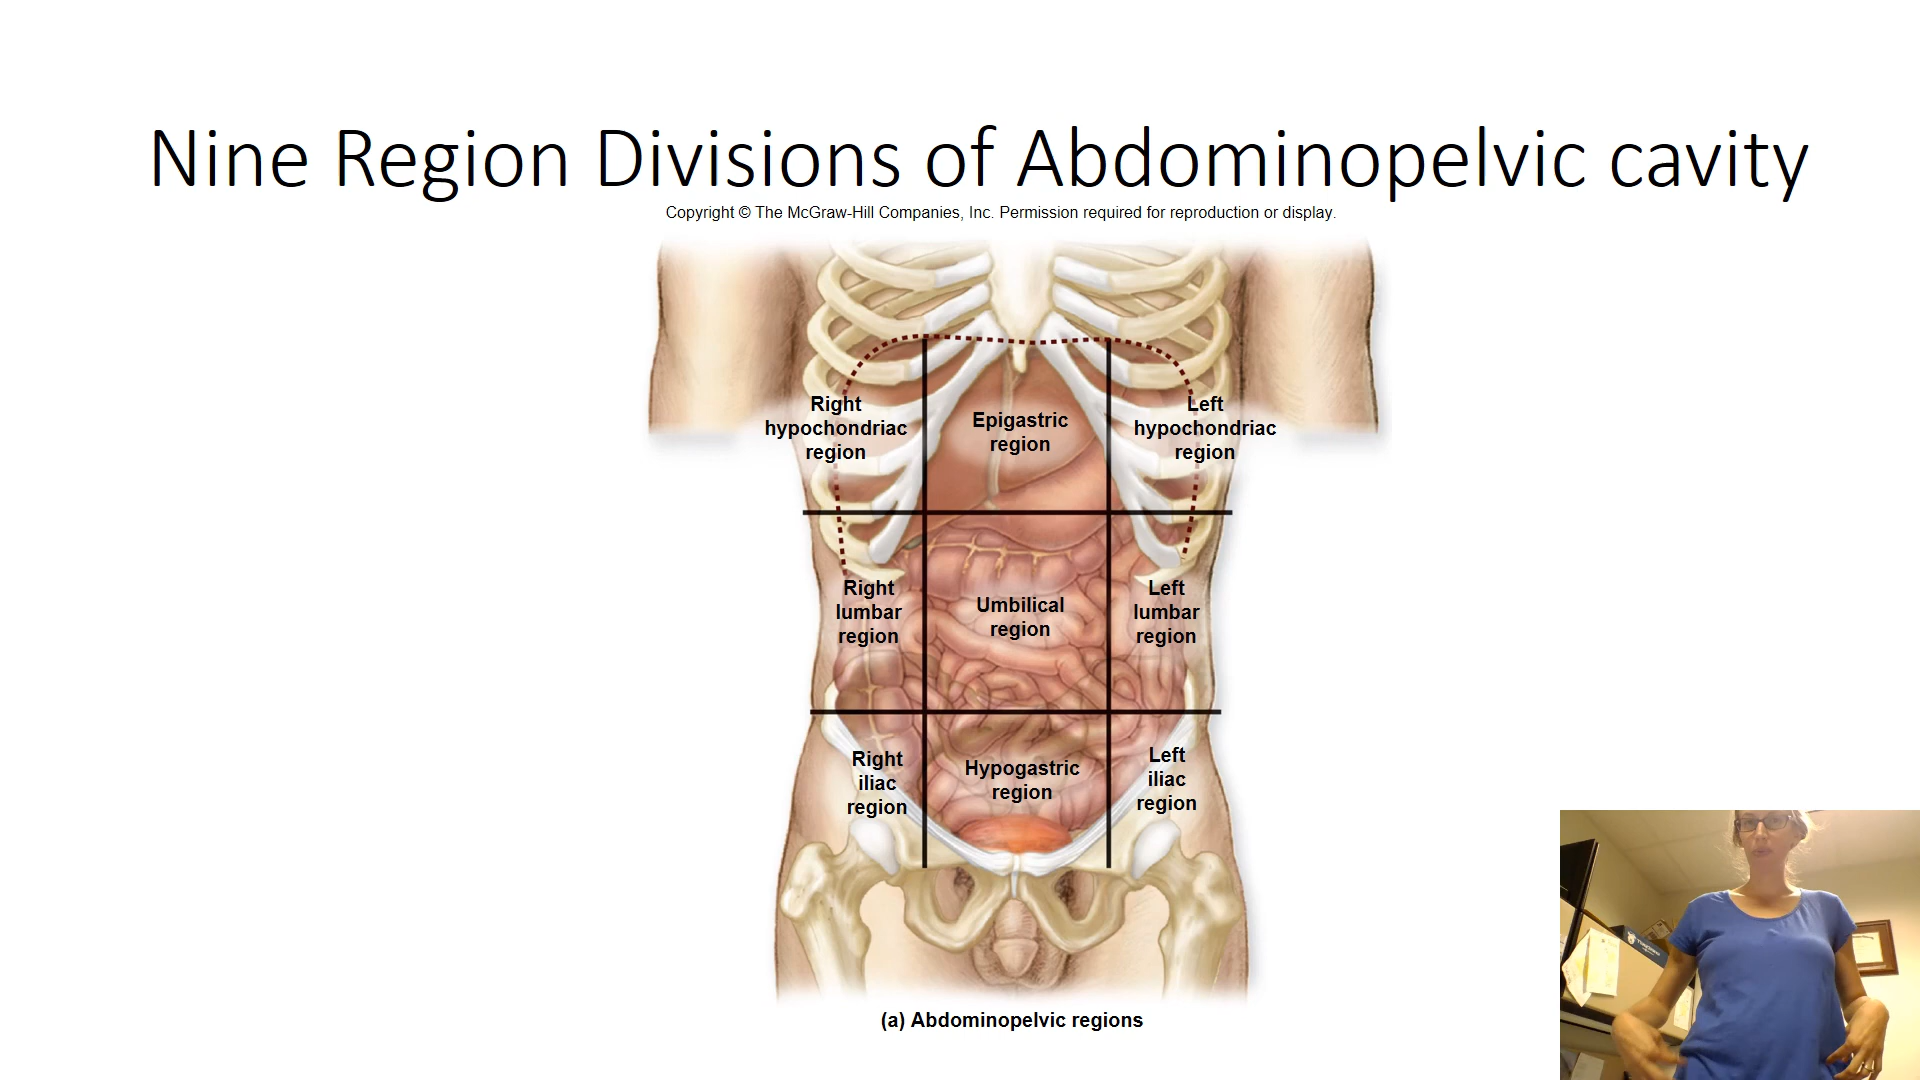 Nine Region Divisions of Abdominopelvic cavity
Copyright © The McGraw-Hill Companies, Inc. Permission required for reproduction or display.
Right
hypochondriac
region
Epigastric
region
Left
hypochondriac
region
Right
lumbar
region
Umbilical
region
Left
lumbar
region
Right
iliac
region
Hypogastric
region
Left
iliac
region
(a) Abdominopelvic regions